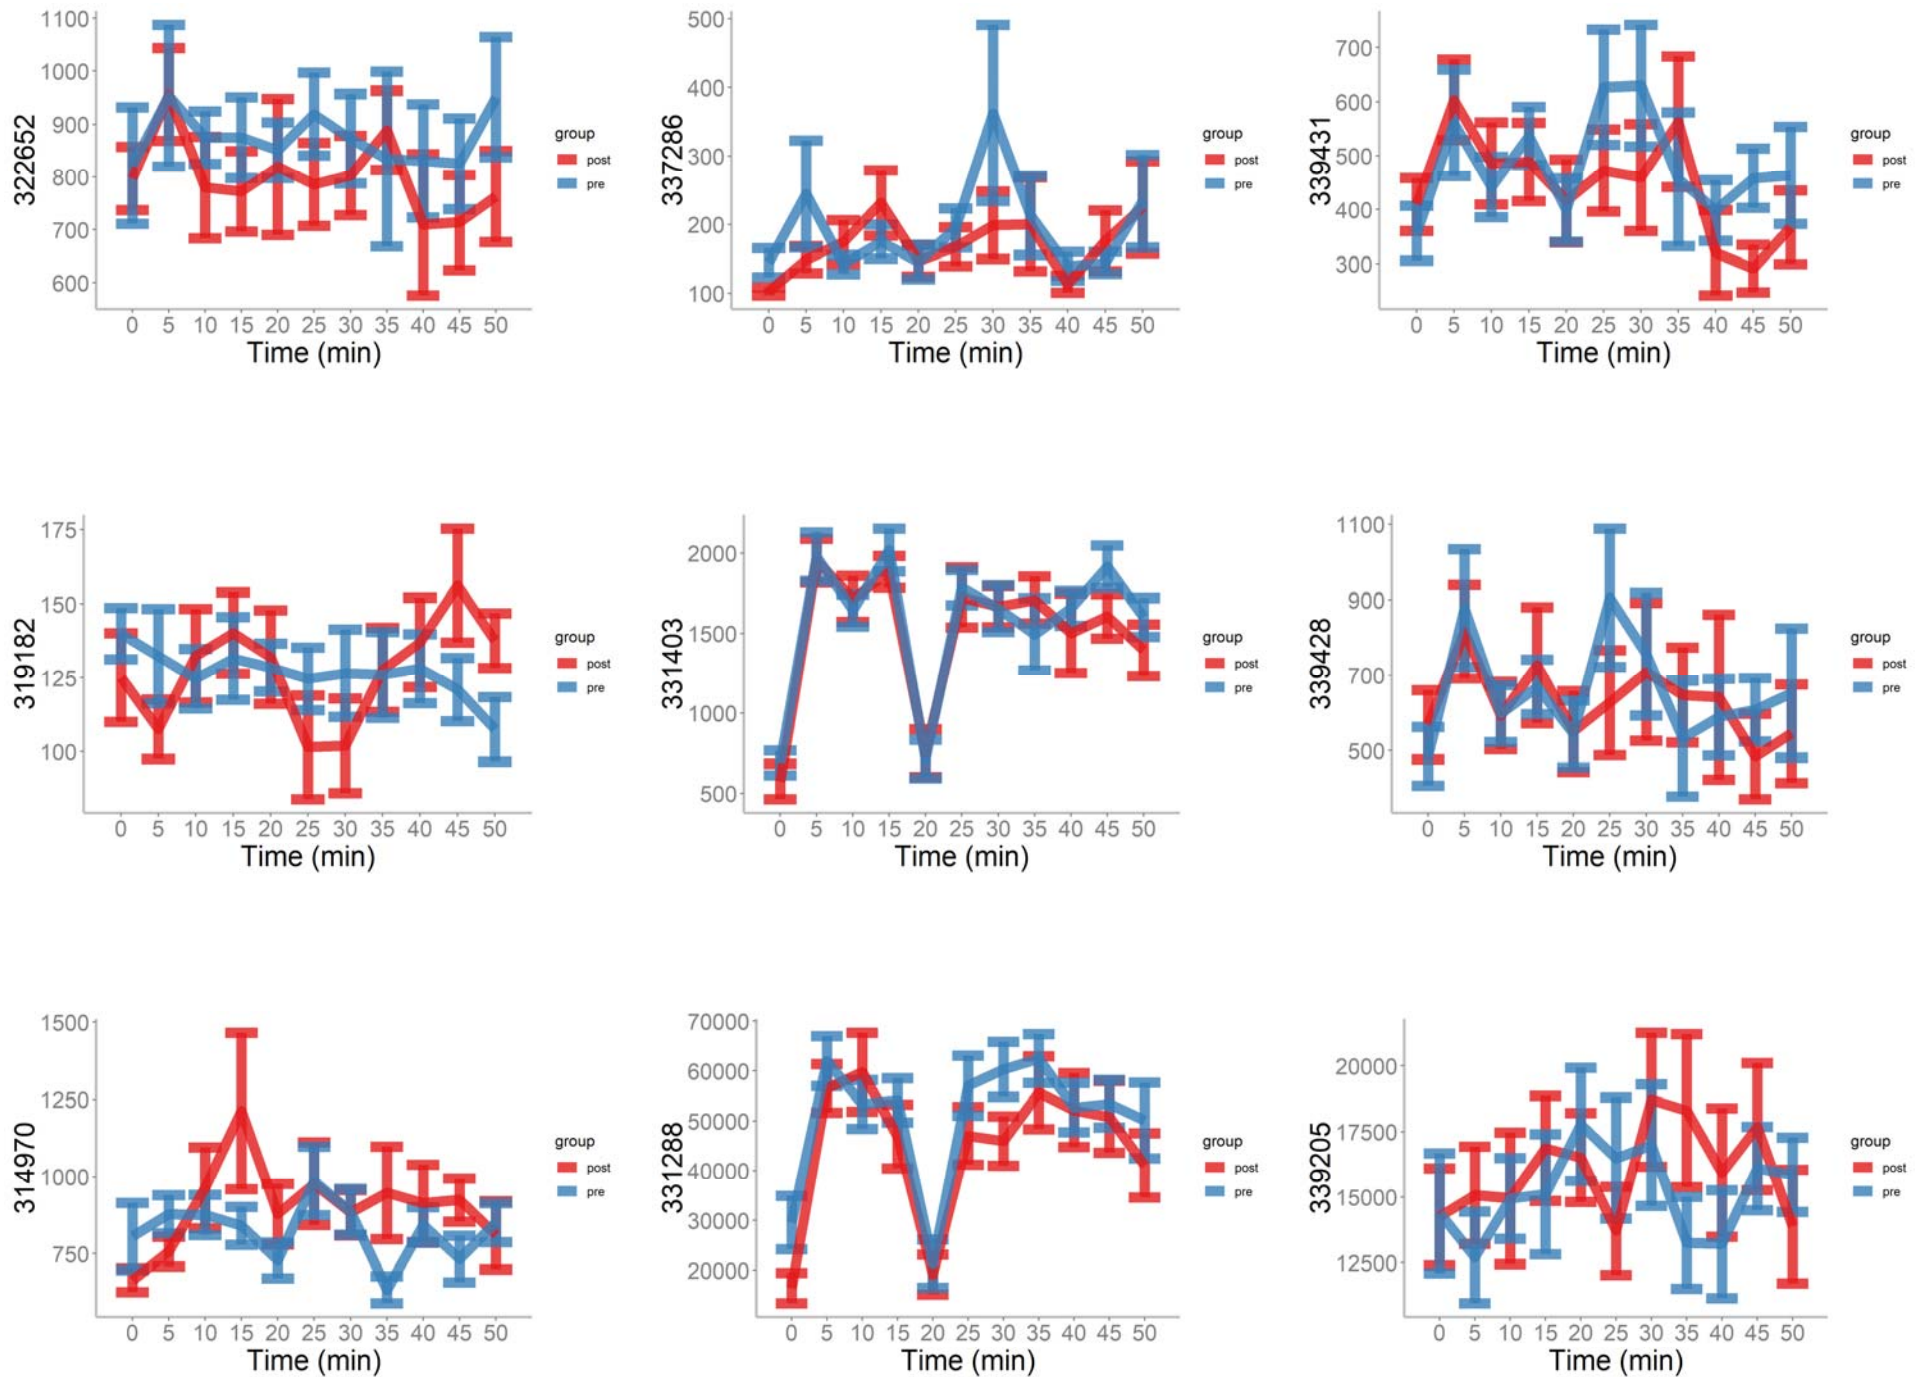 322652
1100
1000
900
800
700
600
0 5 10 15 20 25 30 35 40 45 50
Time (min)
group
post
pre
337286
500
400
300
200
100
0 5 10 15 20 25 30 35 40 45 50
Time (min)
group
post
pre
339431
700
600
500
400
300
0 5 10 15 20 25 30 35 40 45 50
Time (min)
group
post
pre
319182
175
150
125
100
0 5 10 15 20 25 30 35 40 45 50
Time (min)
group
post
pre
331403
2000
1500
1000
500
0 5 10 15 20 25 30 35 40 45 50
Time (min)
group
post
pre
339428
1100
900
700
500
0 5 10 15 20 25 30 35 40 45 50
Time (min)
group
post
pre
314970
1500
1250
1000
750
0 5 10 15 20 25 30 35 40 45 50
Time (min)
group
post
pre
331288
70000
60000
50000
40000
30000
20000
0 5 10 15 20 25 30 35 40 45 50
Time (min)
group
post
pre
339205
20000
17500
15000
12500
0 5 10 15 20 25 30 35 40 45 50
Time (min)
group
post
pre